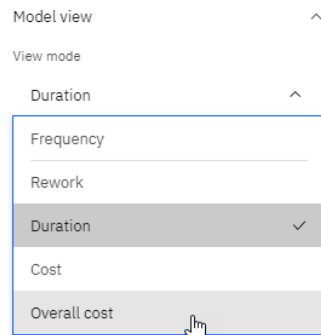 Model view
View mode
Duration
Frequency
Rework
Duration
Cost
Overall cost